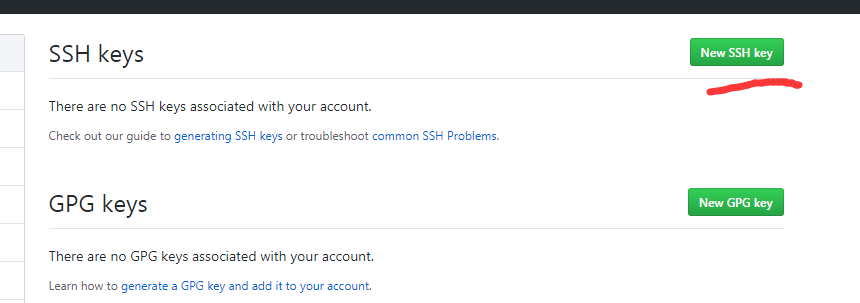 SSH keys
New SSH key
There are no SSH keys associated with your account.
Check out our guide to generating SSH keys or troubleshoot common SSH Problems.
GPG keys
New GPG key
There are no GPG keys associated with your account.
Learn how to generate a GPG key and add it to your account.